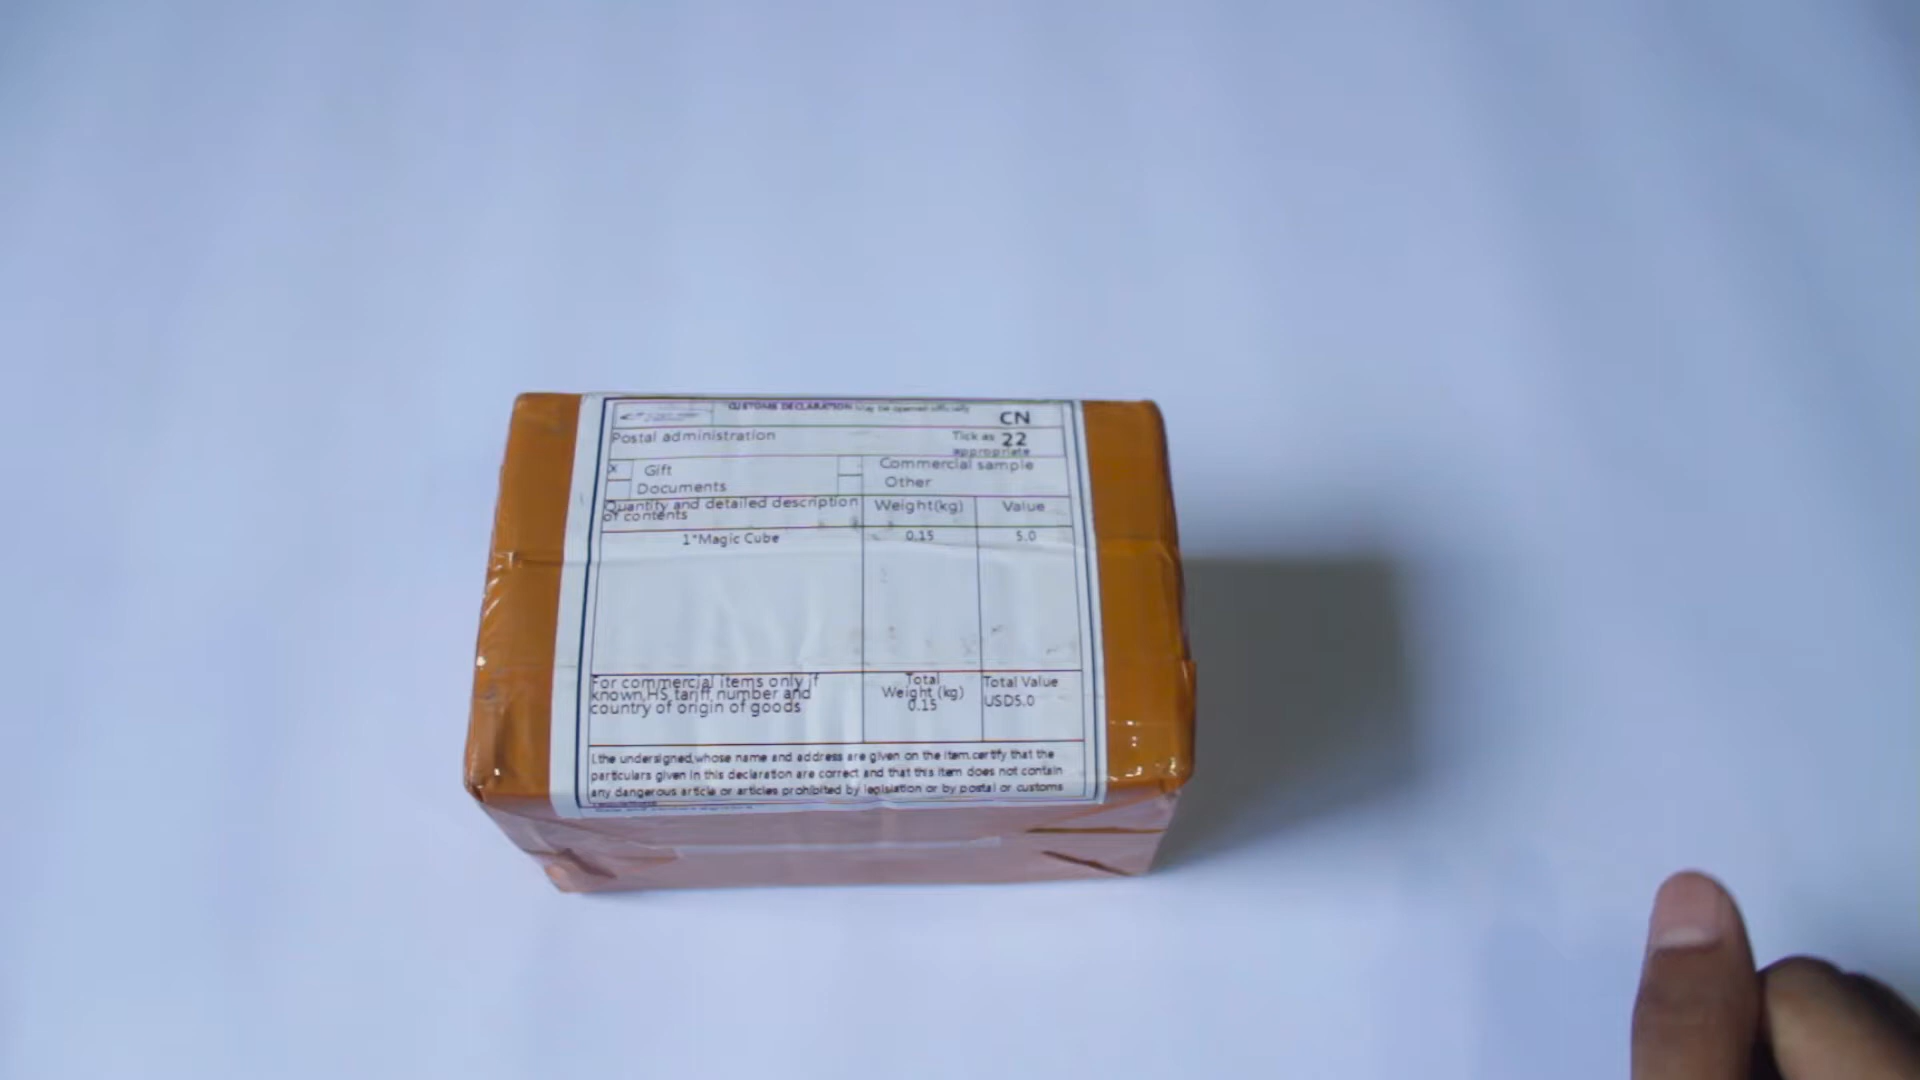 CUSTOMS DECLARATION May be opened officially
CN
Postal administration
Tick as 22
appropriate
X Gift
Commercial sample
Documents
Other
Quantity and detailed description
of contents
Weight(kg)
Value
1*Magic Cube
0.15
5.0
For commercial items only if
known,HS tariff number and
country of origin of goods
Total
Weight (kg)
0.15
Total Value
USD5.0
I,the undersigned,whose name and address are given on the item.certify that the
particulars given in this declaration are correct and that this item does not contain
any dangerous article or articles prohibited by legislation or by postal or customs